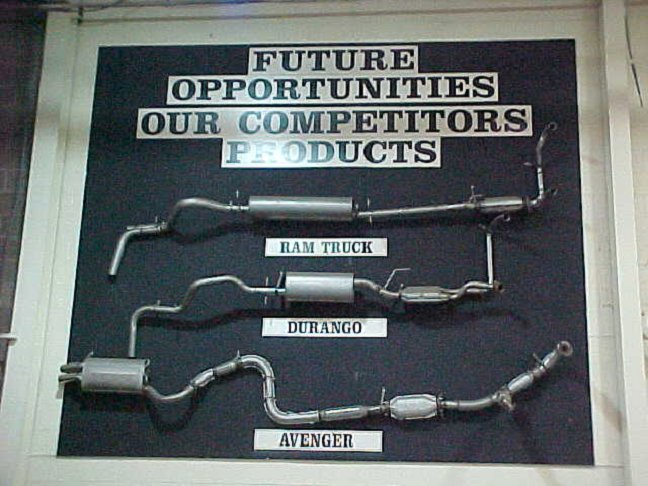 FUTURE
OPPORTUNITIES
OUR COMPETITORS
PRODUCTS
RAM TRUCK
DURANGO
AVENGER